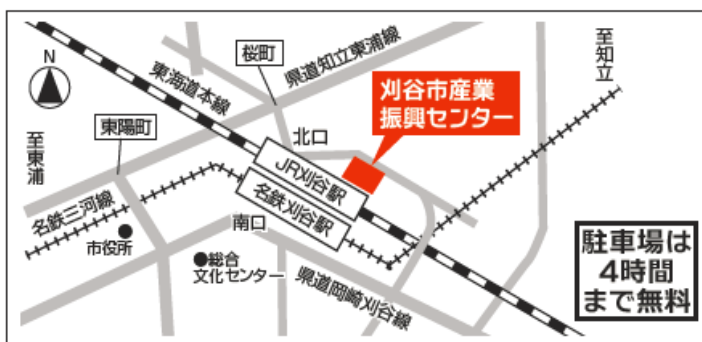 N
桜町
県道知立東浦線
至知立
東海道本線
刈谷市産業
振興センター
東陽町
北口
至東浦
JR刈谷駅
名鉄刈谷駅
名鉄三河線
南口
市役所
総合
文化センター
県道岡崎刈谷線
駐車場は
4時間
まで無料